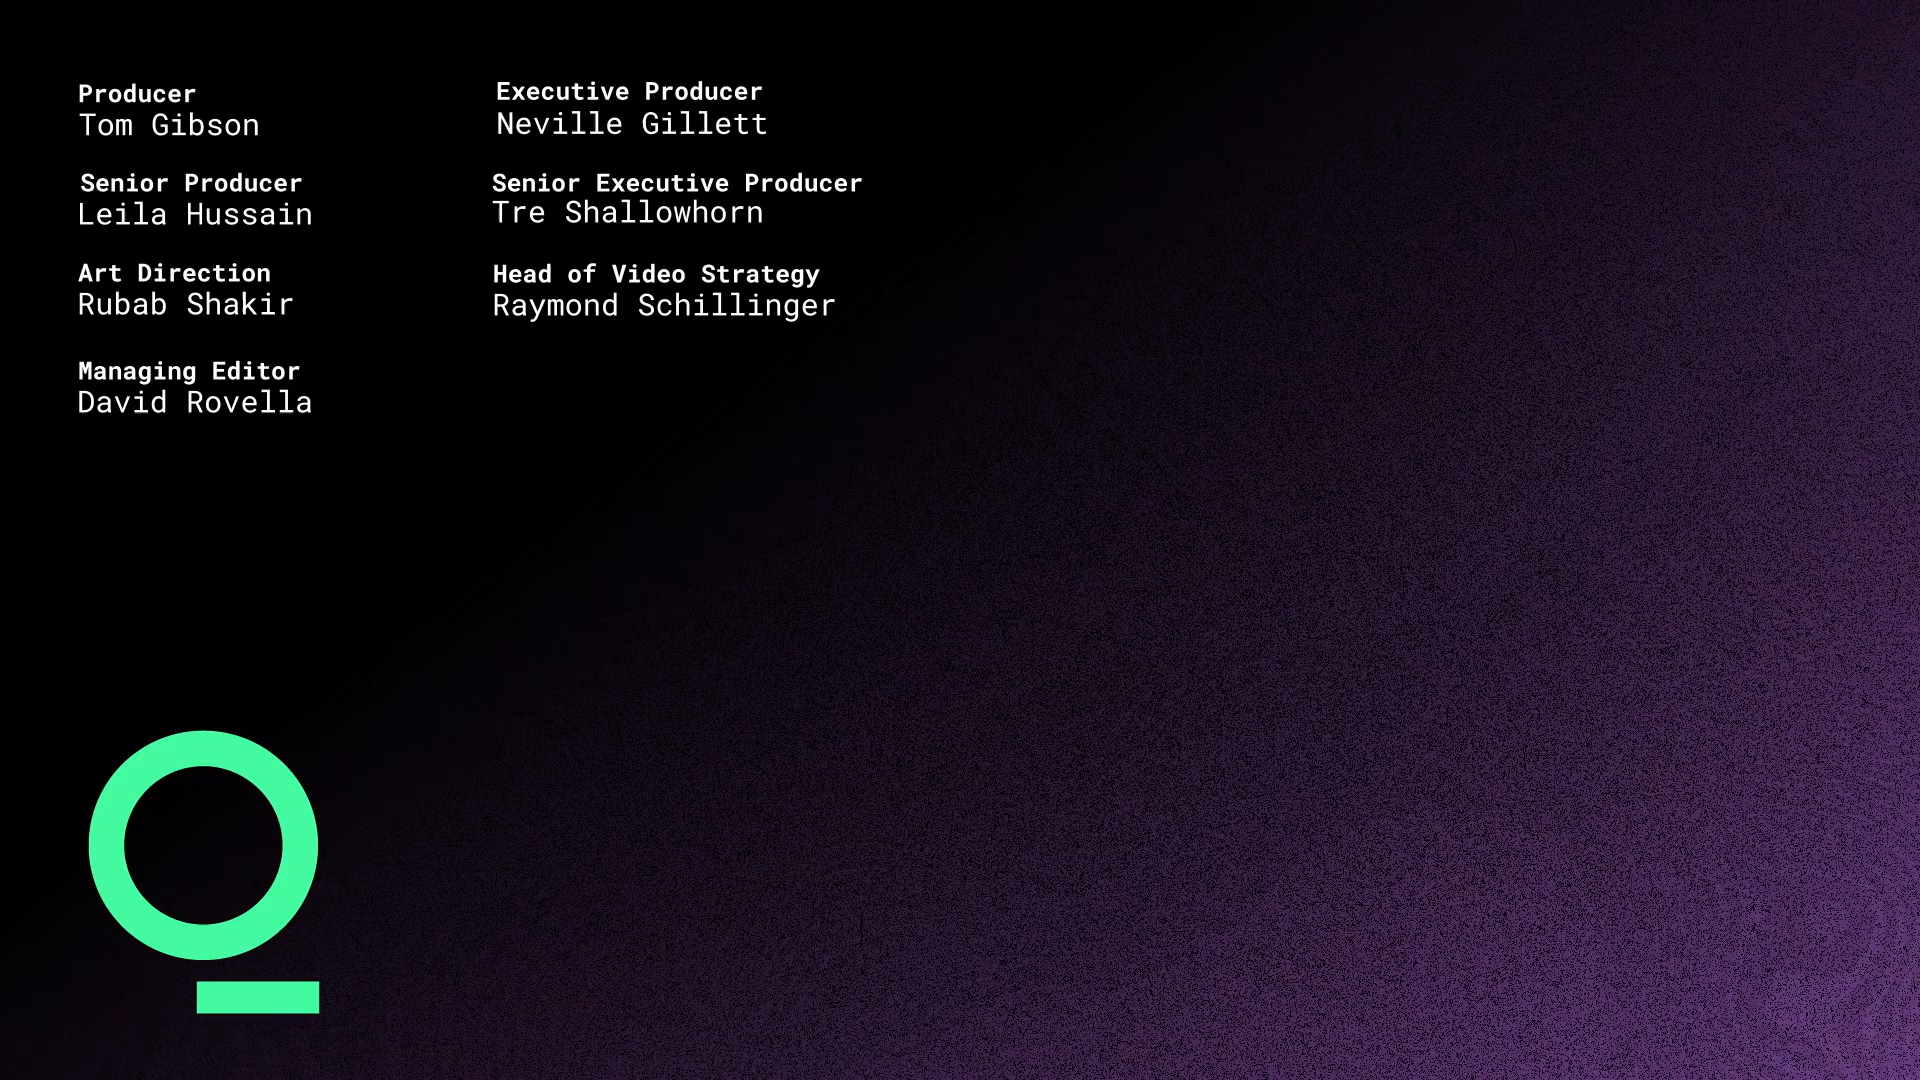 Producer
Tom Gibson
Senior Producer
Leila Hussain
Art Direction
Rubab Shakir
Managing Editor
David Rovella
Executive Producer
Neville Gillett
Senior Executive Producer
Tre Shallowhorn
Head of Video Strategy
Raymond Schillinger